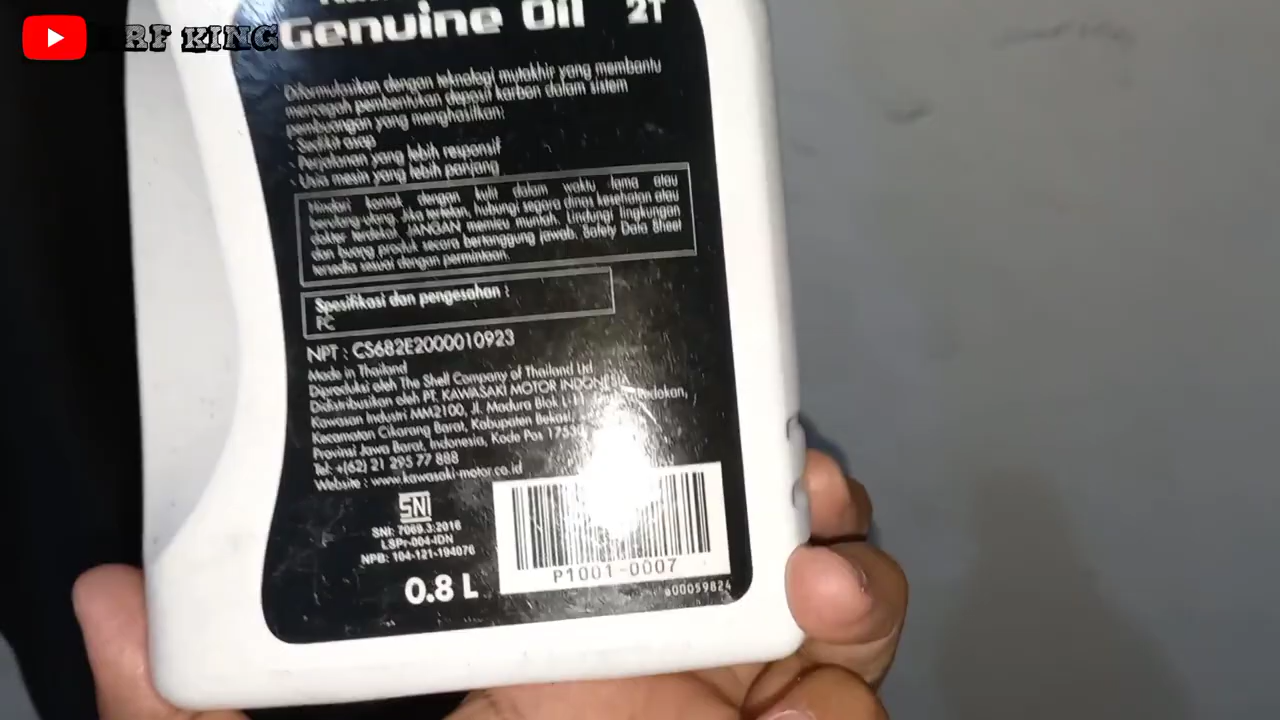 RF KING
Genuine Oil 2T
Diformulasikan dengan teknologi mutakhir yang membantu
mencegah pembentukan deposit karbon dalam sistem
pembuangan yang menghasilkan:
- Sedikit asap
- Perjalanan yang lebih responsif
- Usia mesin yang lebih panjang
Hindari kontak dengan kulit dalam waktu lama atau
berulang-ulang. Jika tertelan, hubungi segera dinas kesehatan atau
dokter terdekat. JANGAN memicu muntah. Lindungi lingkungan
dan buang produk secara bertanggung jawab. Safety Data Sheet
tersedia sesuai dengan permintaan.
Spesifikasi dan pengesahan :
FC
NPT : CS682E2000010923
Made in Thailand
Diproduksi oleh The Shell Company of Thailand Ltd
Didistribusikan oleh PT. KAWASAKI MOTOR INDONESIA
Kawasan Industri MM2100, Jl. Madura Blok L-11
Kecamatan Cikarang Barat, Kabupaten Bekasi,
Provinsi Jawa Barat, Indonesia, Kode Pos 17530
Tel: +(62) 21 295 77 888
Website : www.kawasaki-motor.co.id
SNI
SNI: 7069.3:2016
LSPr-004-IDN
NPB: 104-121-194076
0.8 L
P1001-0007
a00059824